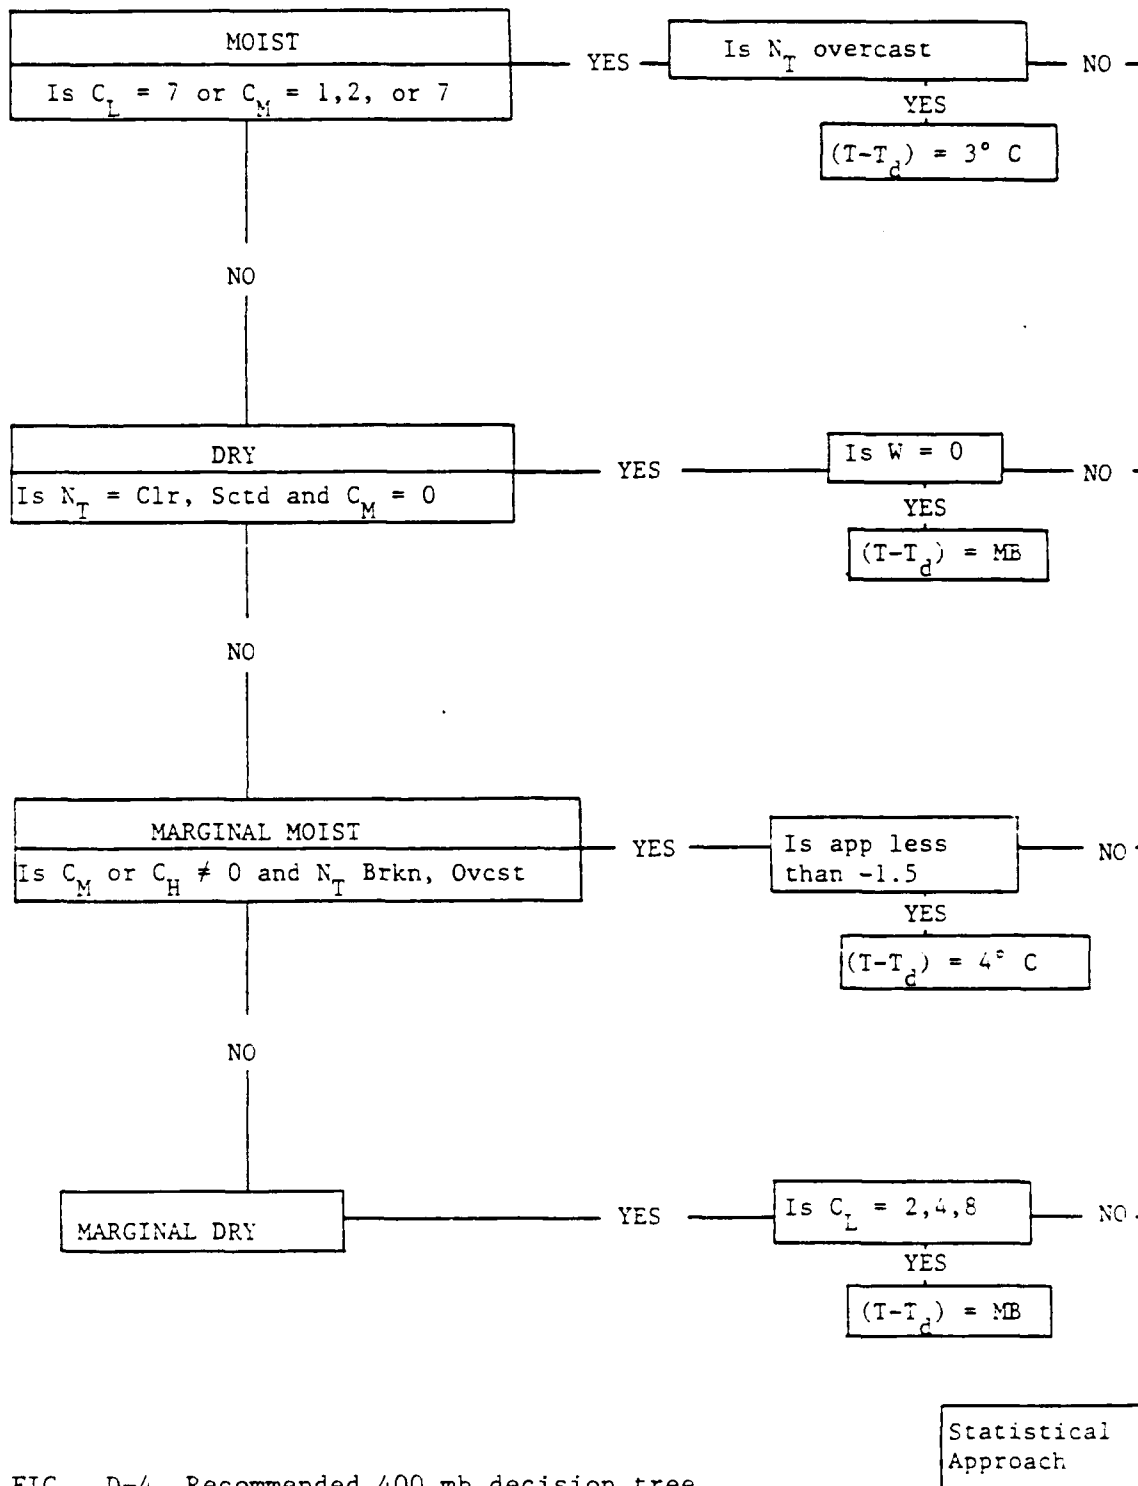 MOIST
Is C_L = 7 or C_M = 1,2, or 7
YES
Is N_T overcast
NO
YES
(T-T_d) = 3° C
NO
DRY
Is N_T = Clr, Sctd and C_M = 0
YES
Is W = 0
NO
YES
(T-T_d) = MB
NO
MARGINAL MOIST
Is C_M or C_H ≠ 0 and N_T Brkn, Ovcst
YES
Is app less
than -1.5
NO
YES
(T-T_d) = 4° C
NO
MARGINAL DRY
YES
Is C_L = 2,4,8
NO
YES
(T-T_d) = MB
Statistical
Approach
FIG. D-4 Recommended 400 mb decision tree